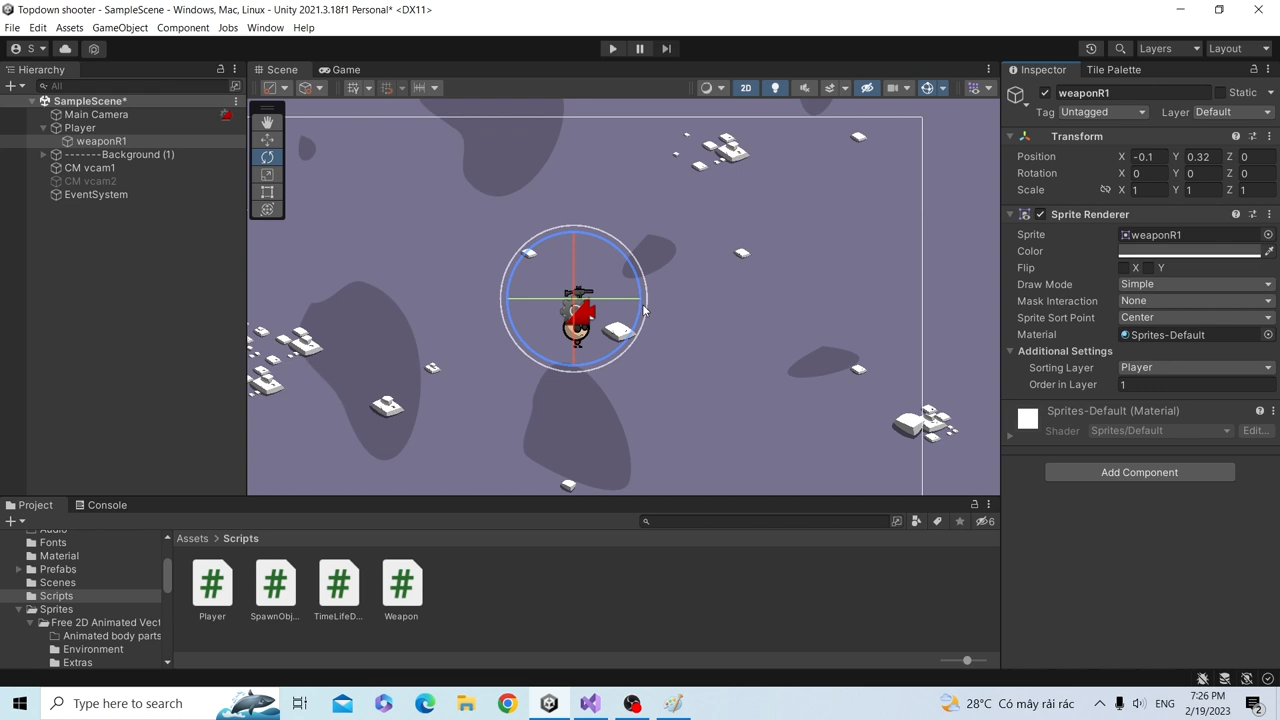 Topdown shooter - SampleScene - Windows, Mac, Linux - Unity 2021.3.18f1 Personal* <DX11>
File Edit Assets GameObject Component Jobs Window Help
S Layers Layout
Hierarchy Scene Game Inspector Tile Palette
All
2D
weaponR1 Static
SampleScene*
Tag Untagged Layer Default
Main Camera
Player
Transform
weaponR1
-------Background (1)
Position X -0.1 Y 0.32 Z 0
CM vcam1
Rotation X 0 Y 0 Z 0
CM vcam2
Scale X 1 Y 1 Z 1
EventSystem
Sprite Renderer
Sprite weaponR1
Color
Flip X Y
Draw Mode Simple
Mask Interaction None
Sprite Sort Point Center
Material Sprites-Default
Additional Settings
Sorting Layer Player
Order in Layer 1
Sprites-Default (Material)
Shader Sprites/Default Edit...
Add Component
Project Console
6
Audio
Assets > Scripts
Fonts
Material
Prefabs
Scenes
Scripts
Sprites
Free 2D Animated Vect
Animated body parts
Environment
Extras
Player SpawnObj... TimeLifeD... Weapon
Type here to search
28°C Có mây rải rác
ENG
7:26 PM
2/19/2023
2